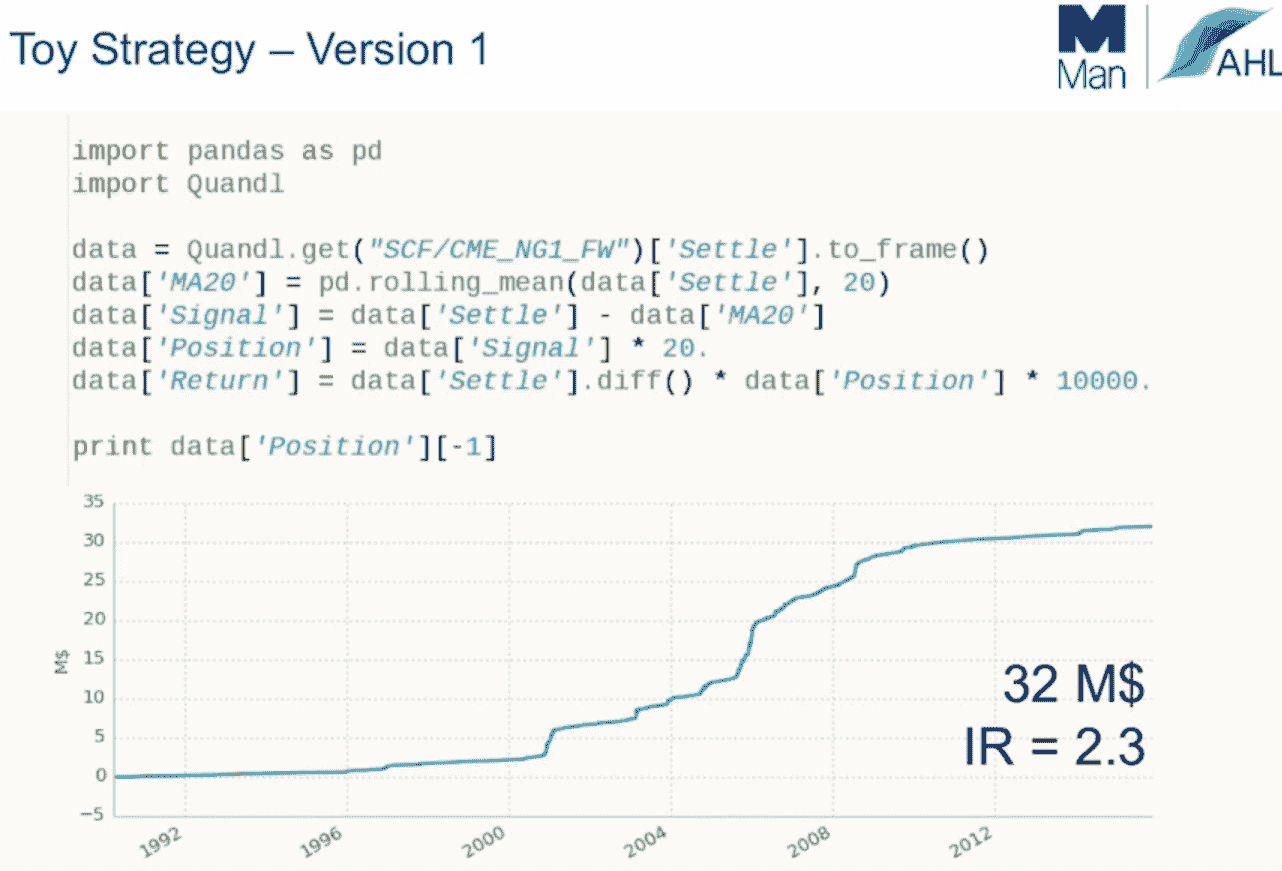 Toy Strategy – Version 1
Man
AHL
import pandas as pd
import Quandl
data = Quandl.get("SCF/CME_NG1_FW")['Settle'].to_frame()
data['MA20'] = pd.rolling_mean(data['Settle'], 20)
data['Signal'] = data['Settle'] - data['MA20']
data['Position'] = data['Signal'] * 20.
data['Return'] = data['Settle'].diff() * data['Position'] * 10000.
print data['Position'][-1]
35
30
25
20
15
10
5
0
−5
M$
32 M$
IR = 2.3
1992
1996
2000
2004
2008
2012